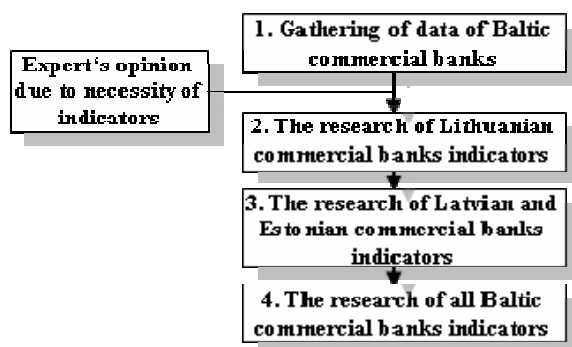 1. Gathering of data of Baltic
commercial banks
Expert's opinion
due to necessity of
indicators
2. The research of Lithuanian
commercial banks indicators
3. The research of Latvian and
Estonian commercial banks
indicators
4. The research of all Baltic
commercial banks indicators